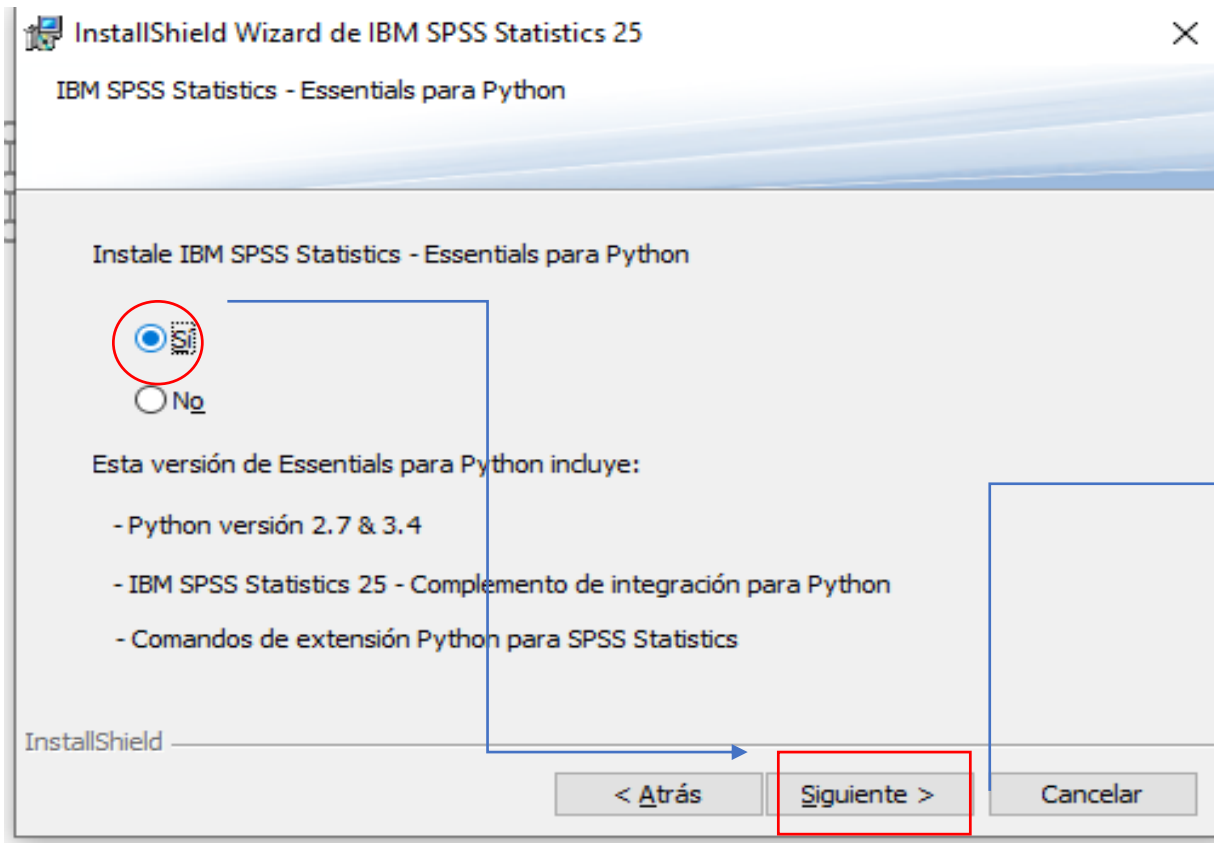 InstallShield Wizard de IBM SPSS Statistics 25
IBM SPSS Statistics - Essentials para Python
Instale IBM SPSS Statistics - Essentials para Python
Sí
No
Esta versión de Essentials para Python incluye:
- Python versión 2.7 & 3.4
- IBM SPSS Statistics 25 - Complemento de integración para Python
- Comandos de extensión Python para SPSS Statistics
InstallShield
< Atrás Siguiente > Cancelar